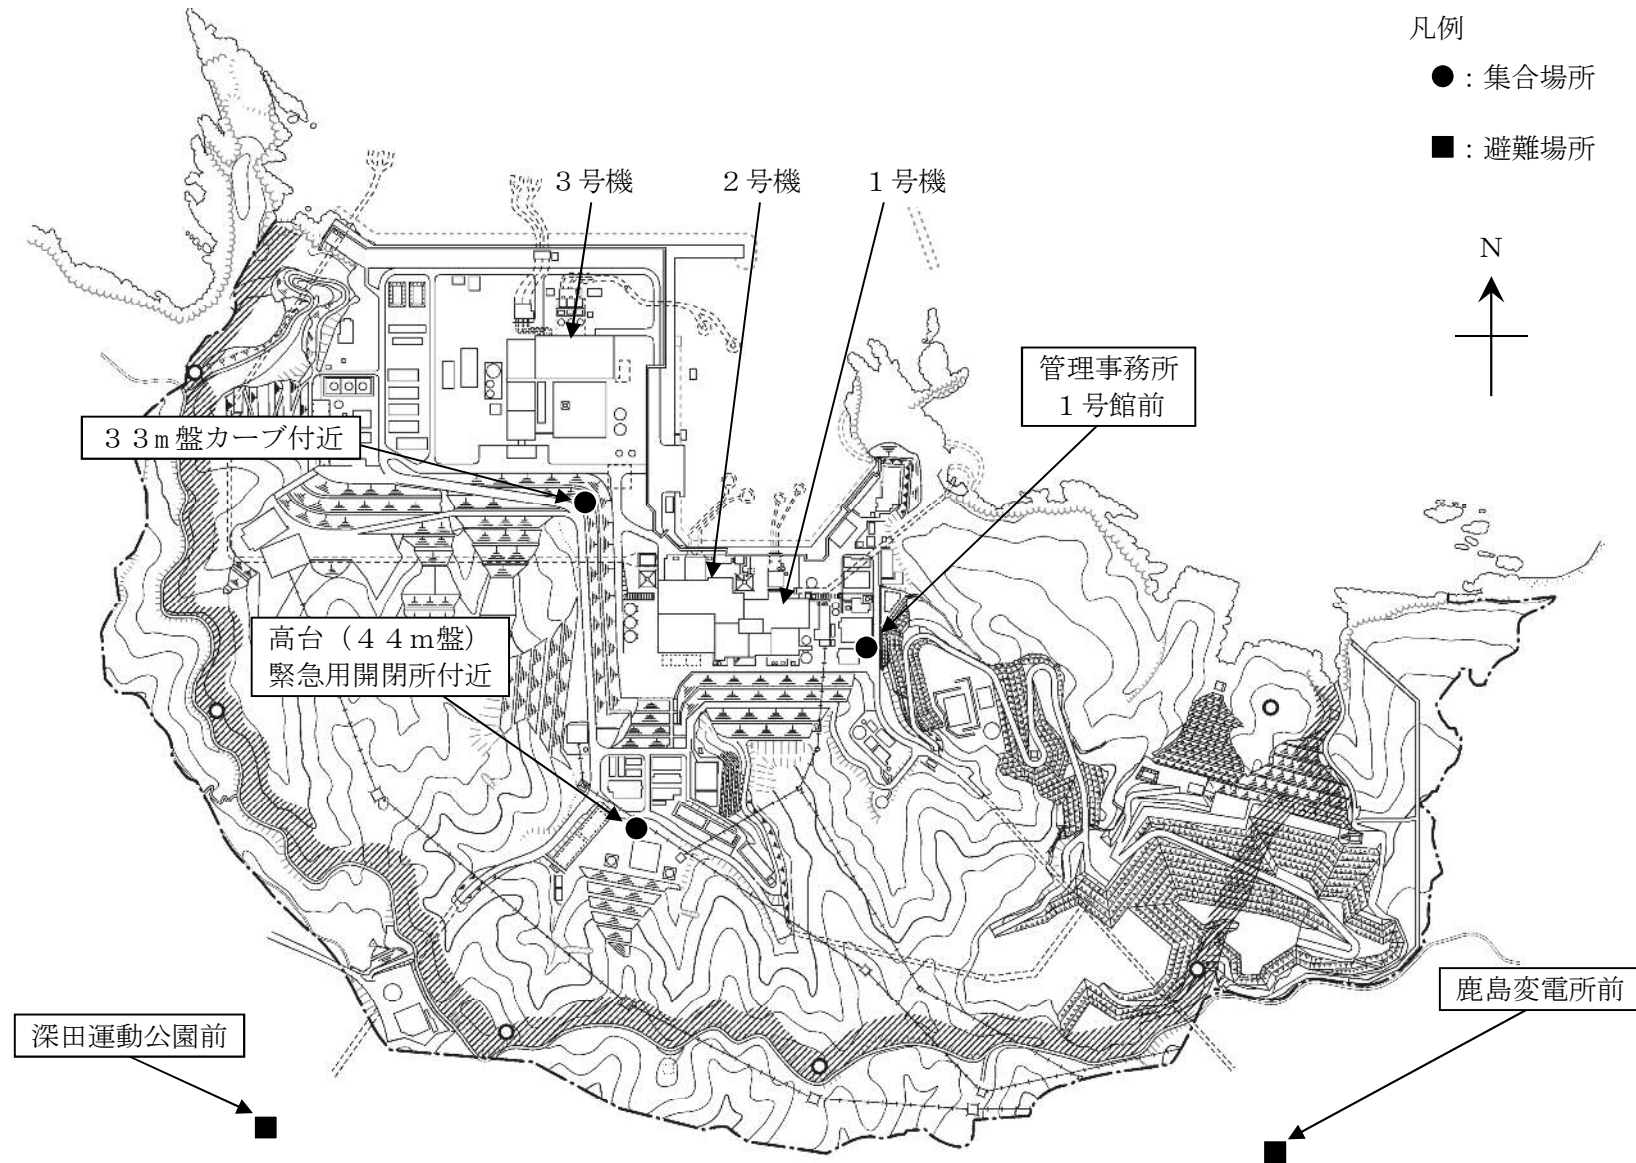 凡例
●：集合場所
■：避難場所
3号機
2号機
1号機
N
管理事務所
1号館前
33m盤カーブ付近
高台（44m盤）
緊急用開閉所付近
鹿島変電所前
深田運動公園前